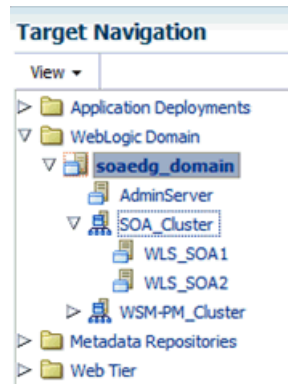 Target Navigation
View
Application Deployments
WebLogic Domain
soaedg_domain
AdminServer
SOA_Cluster
WLS_SOA1
WLS_SOA2
WSM-PM_Cluster
Metadata Repositories
Web Tier